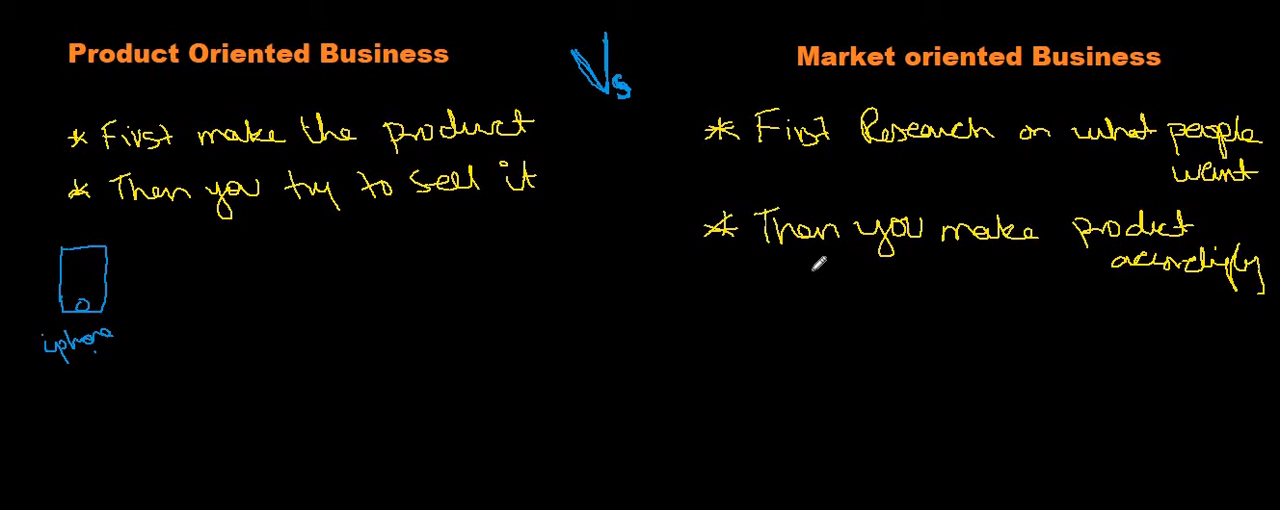 Product Oriented Business
Vs
Market oriented Business
* First make the product
* Then you try to sell it
iphone
* First Research on what people
want
* Then you make product
accordigly